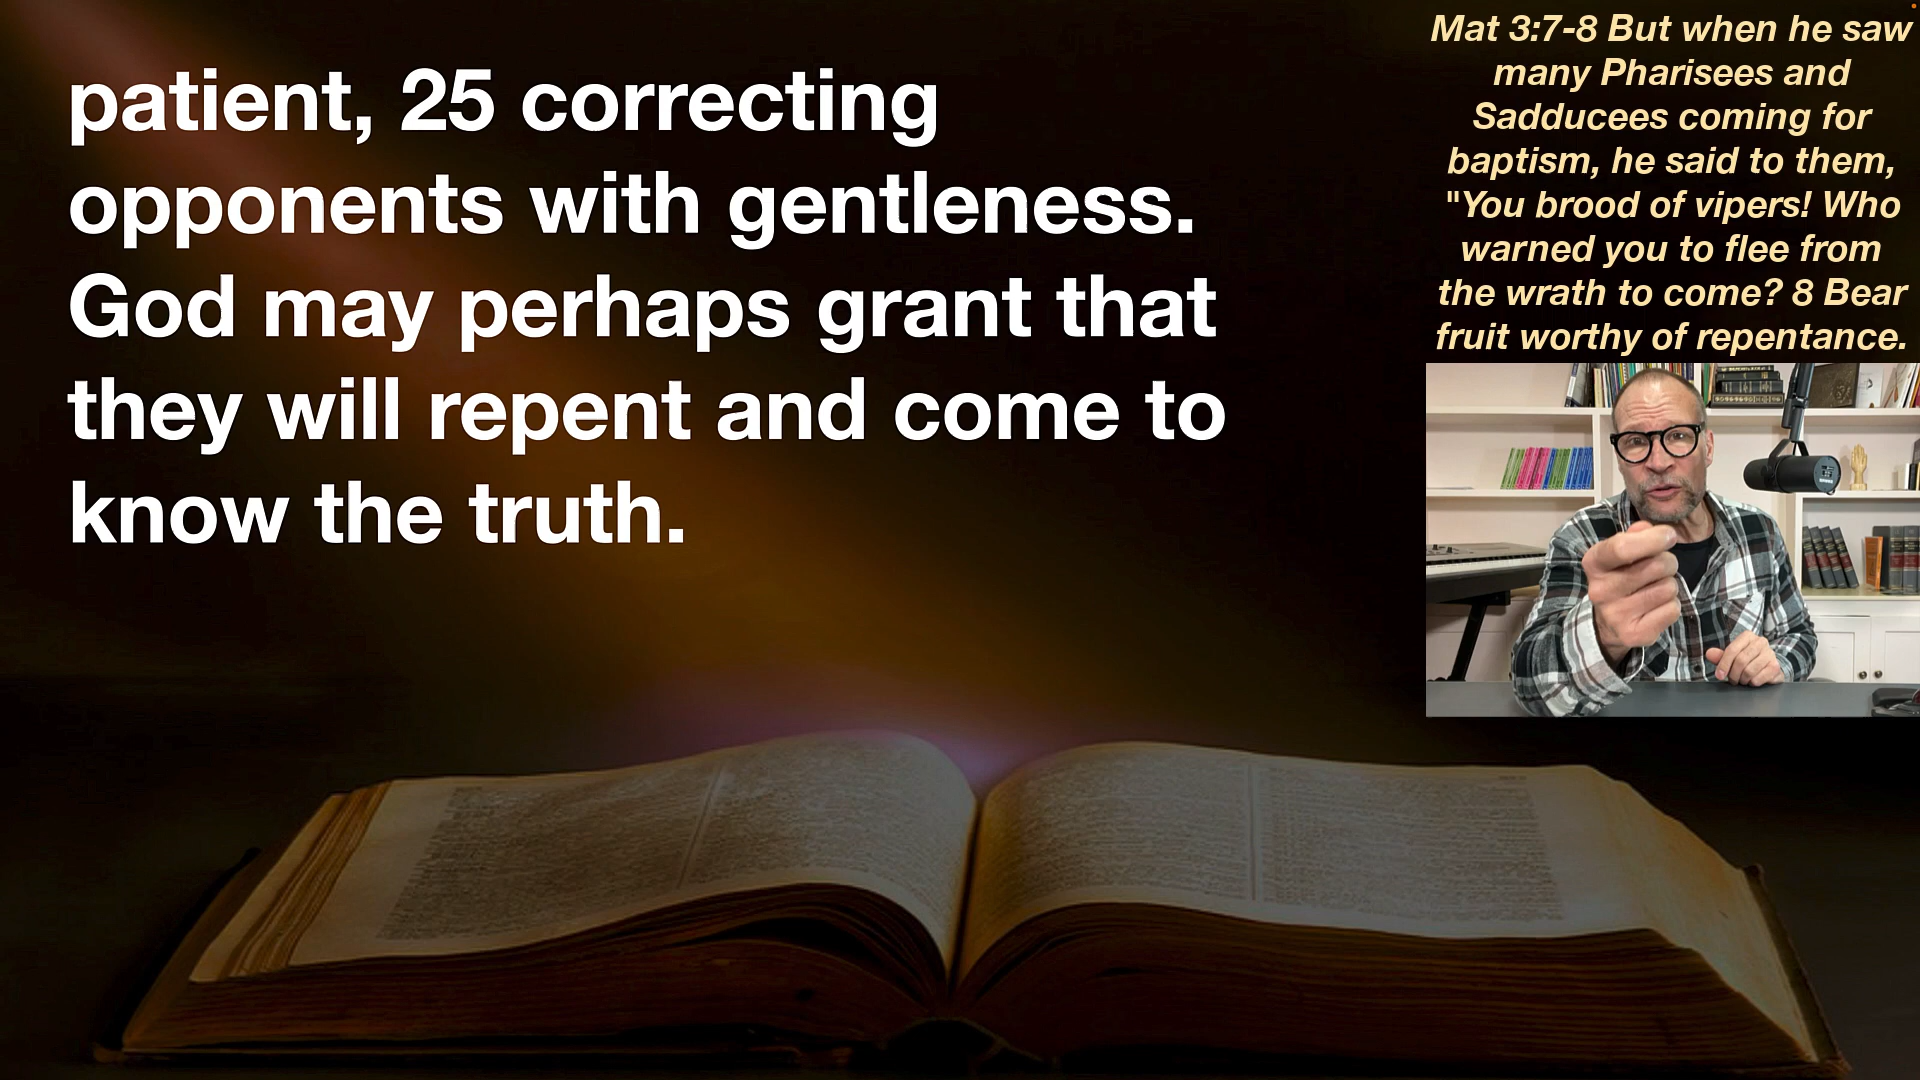 patient, 25 correcting
opponents with gentleness.
God may perhaps grant that
they will repent and come to
know the truth.
Mat 3:7-8 But when he saw
many Pharisees and
Sadducees coming for
baptism, he said to them,
"You brood of vipers! Who
warned you to flee from
the wrath to come? 8 Bear
fruit worthy of repentance.